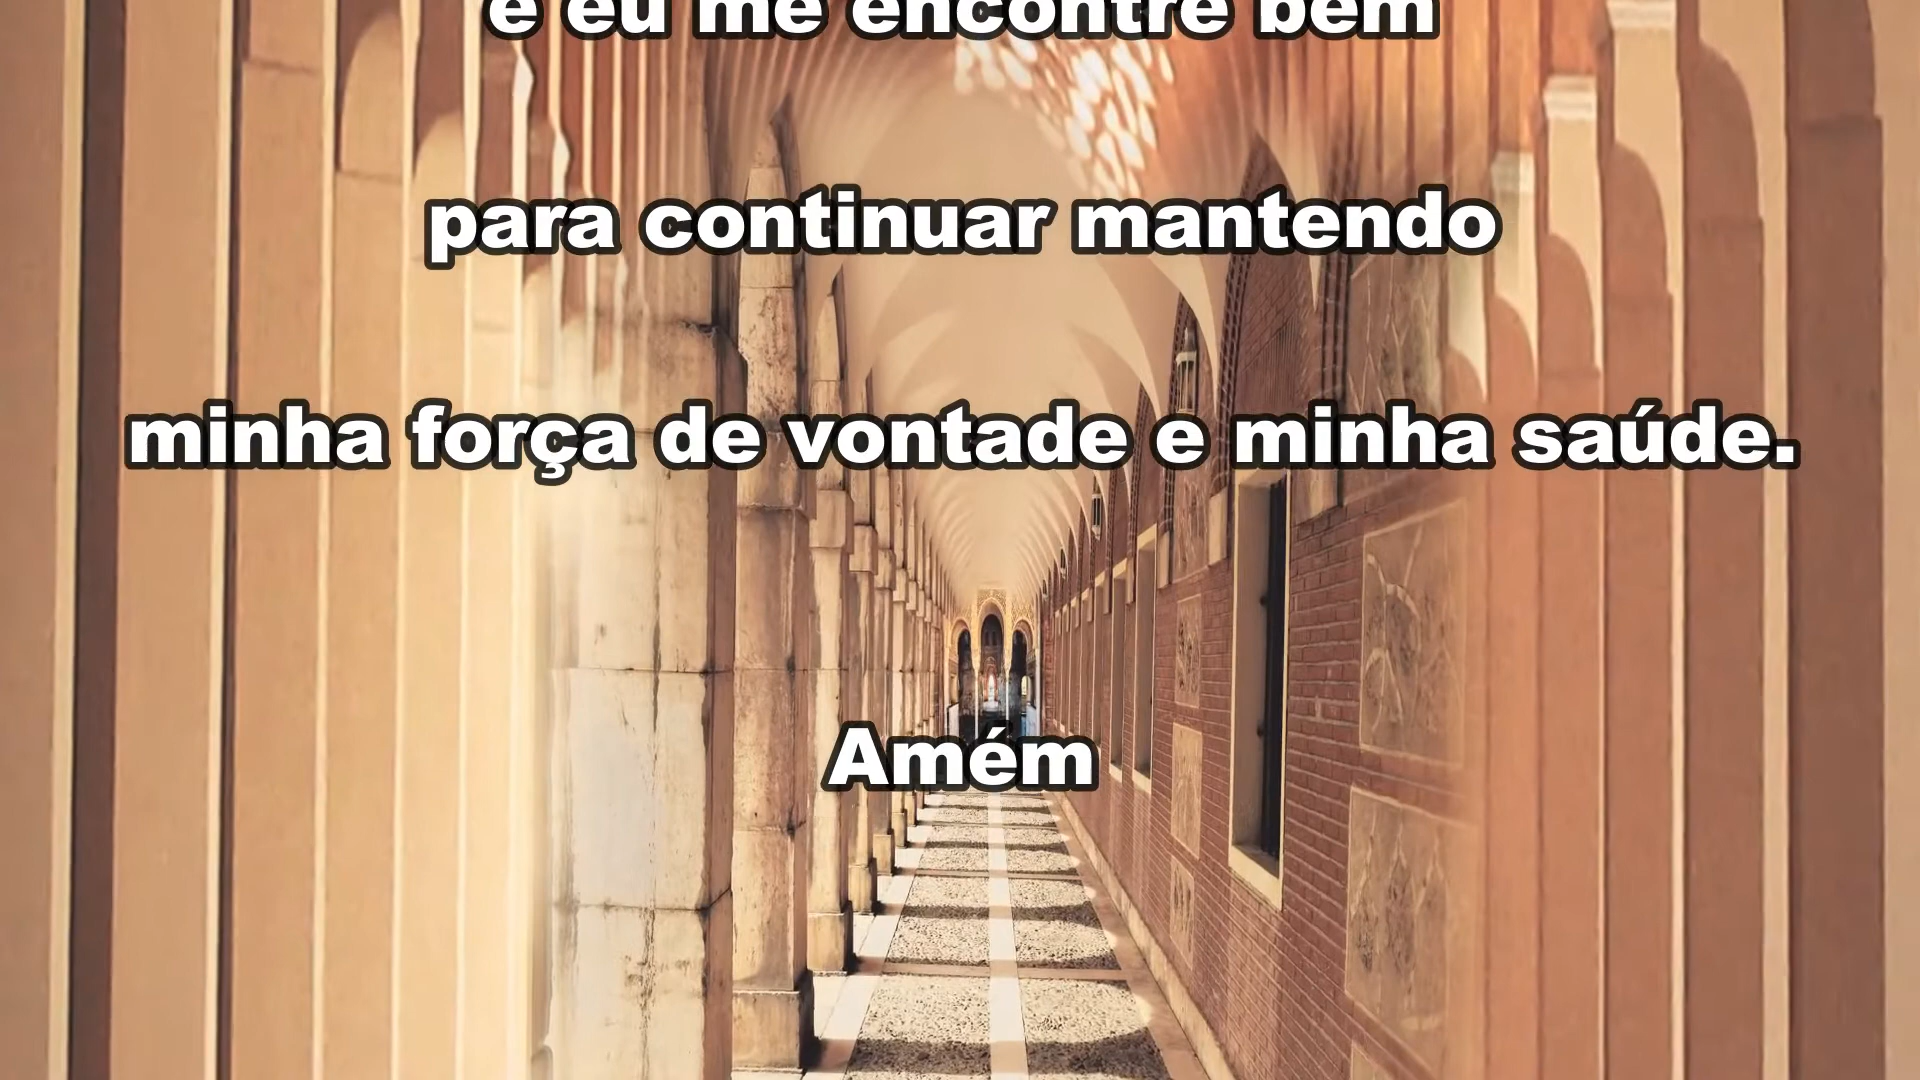 e eu me encontre bem
para continuar mantendo
minha força de vontade e minha saúde.
Amém